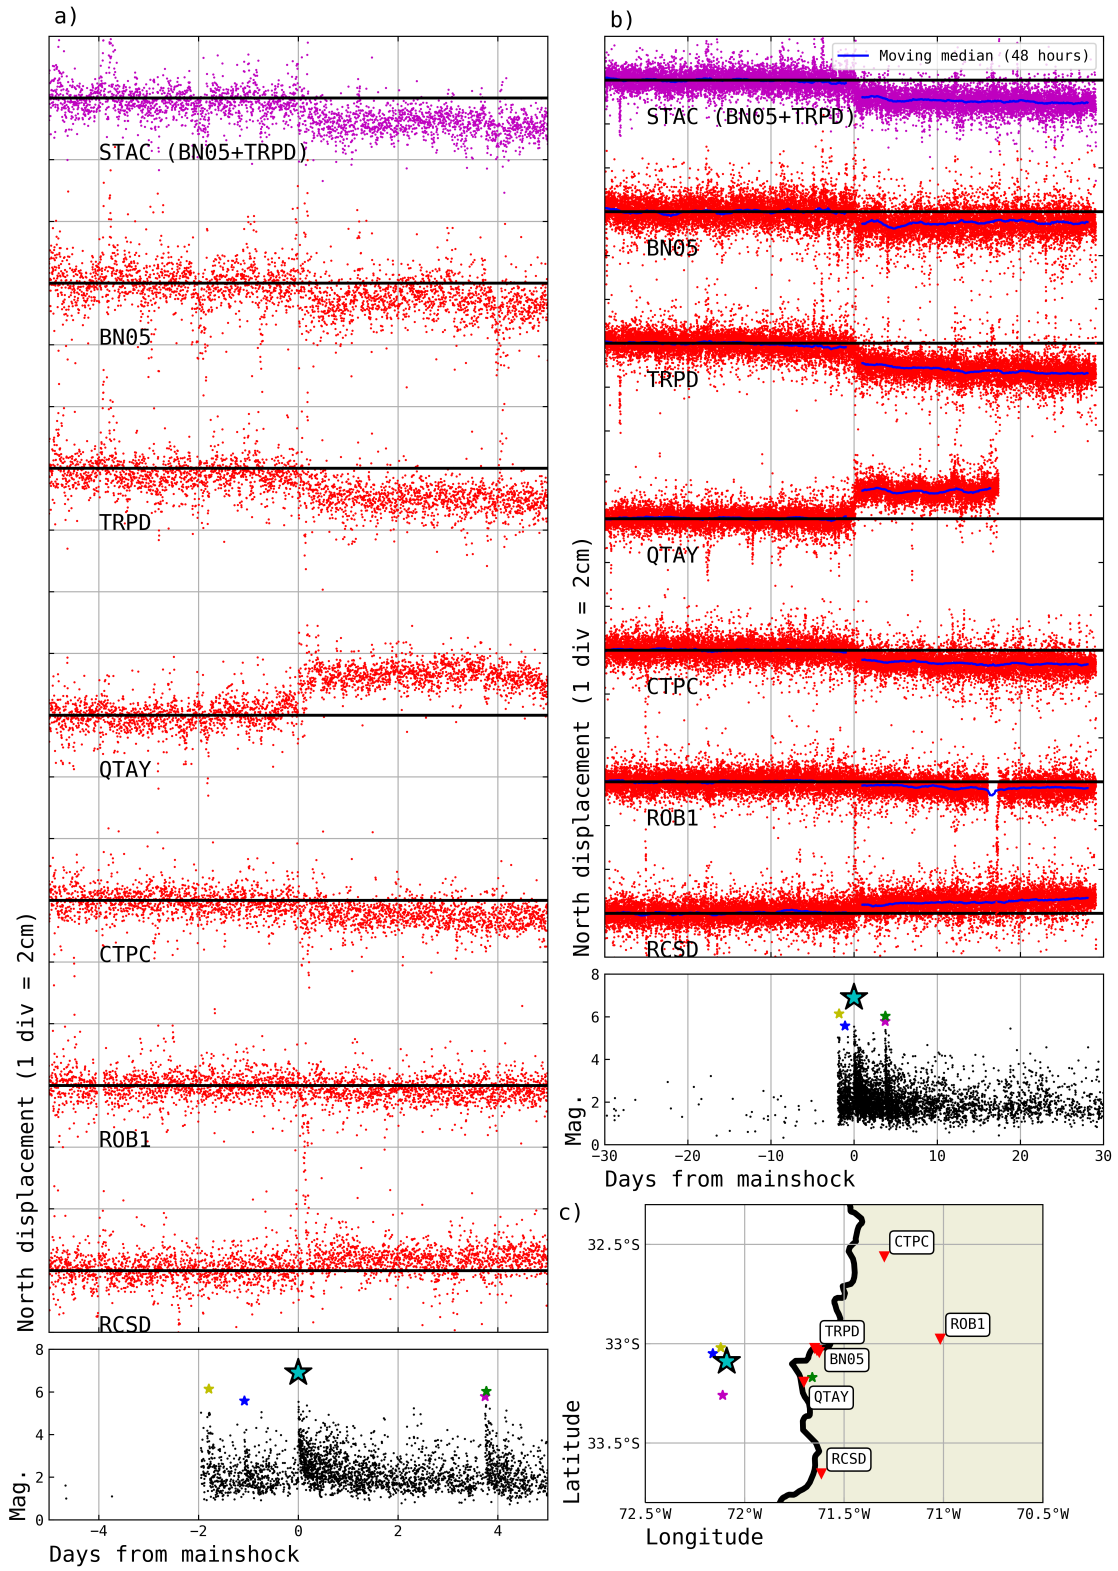 a)
STAC (BN05+TRPD)
BN05
TRPD
QTAY
CTPC
ROB1
RCSD
North displacement (1 div = 2cm)
8
6
4
2
0
Mag.
−4
−2
0
2
4
Days from mainshock
b)
Moving median (48 hours)
STAC (BN05+TRPD)
BN05
TRPD
QTAY
CTPC
ROB1
RCSD
North displacement (1 div = 2cm)
8
6
4
2
0
Mag.
−30
−20
−10
0
10
20
30
Days from mainshock
c)
32.5°S
33°S
33.5°S
Latitude
CTPC
ROB1
TRPD
BN05
QTAY
RCSD
72.5°W
72°W
71.5°W
71°W
70.5°W
Longitude